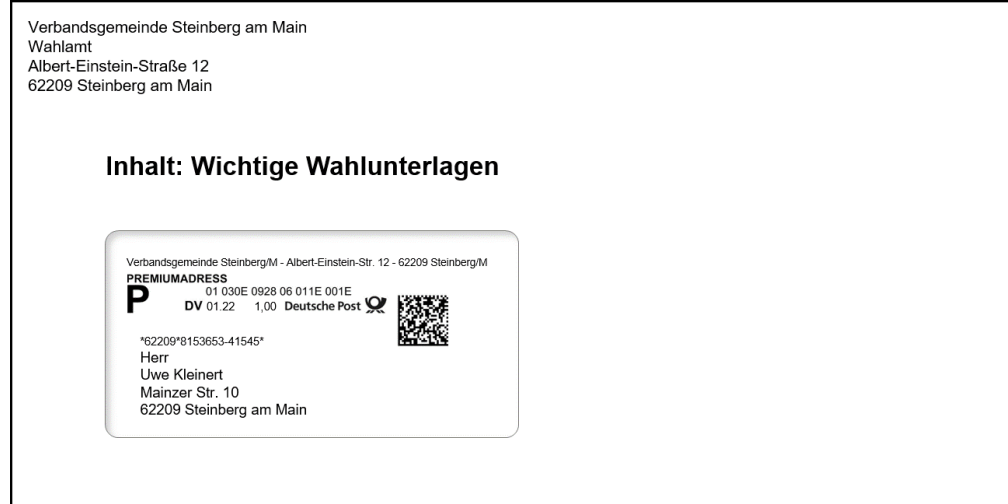 Verbandsgemeinde Steinberg am Main
Wahlamt
Albert-Einstein-Straße 12
62209 Steinberg am Main
Inhalt: Wichtige Wahlunterlagen
Verbandsgemeinde Steinberg/M - Albert-Einstein-Str. 12 - 62209 Steinberg/M
PREMIUMADRESS
P
01 030E 0928 06 011E 001E
DV 01.22 1,00 Deutsche Post
*62209*8153653-41545*
Herr
Uwe Kleinert
Mainzer Str. 10
62209 Steinberg am Main